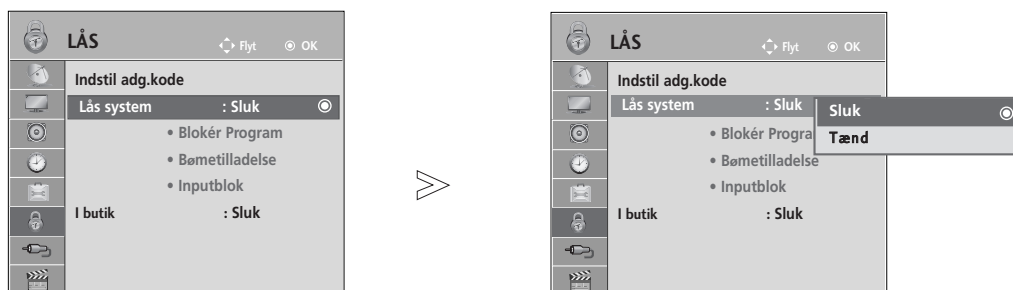 LÅS
Flyt OK
Indstil adg.kode
Lås system : Sluk
• Blokér Program
• Bømetilladelse
• Inputblok
I butik : Sluk
LÅS
Flyt OK
Indstil adg.kode
Lås system : Sluk
Sluk
Tænd
• Blokér Progra
• Bømetilladelse
• Inputblok
I butik : Sluk